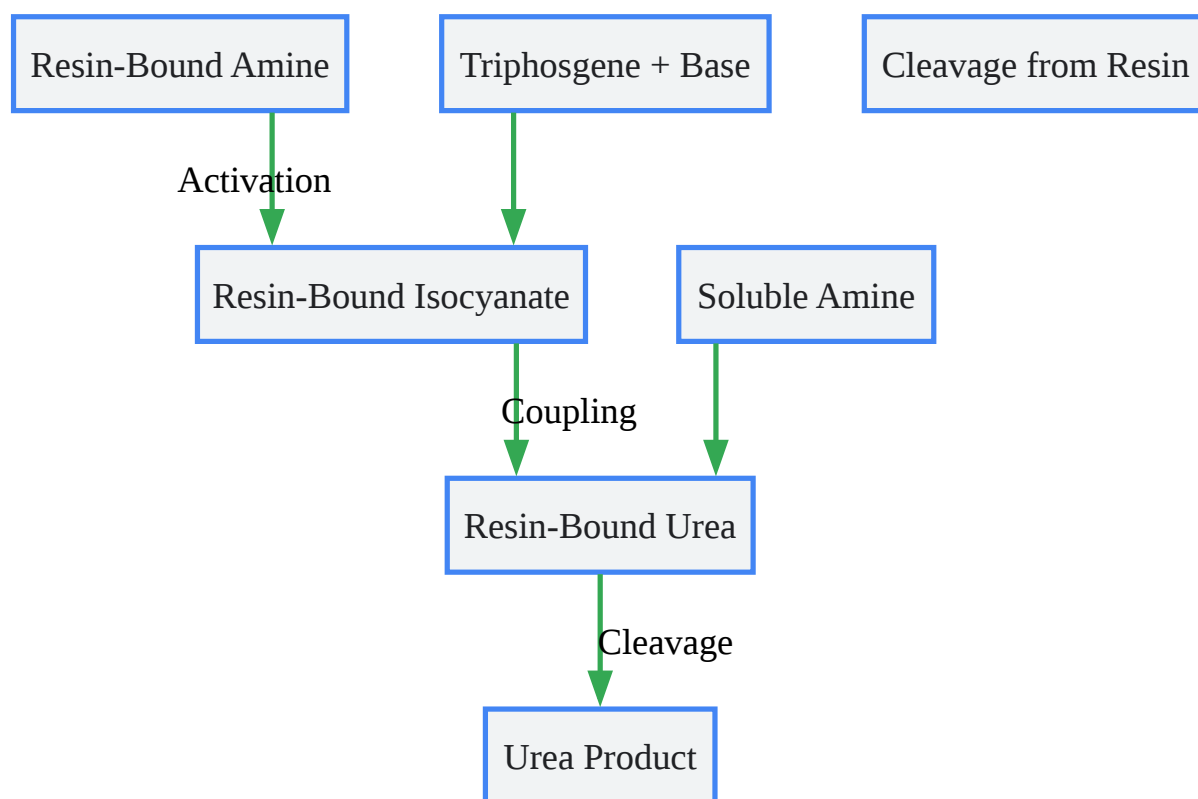 Resin-Bound Amine
Triphosgene + Base
Cleavage from Resin
Activation
Resin-Bound Isocyanate
Soluble Amine
Coupling
Resin-Bound Urea
Cleavage
Urea Product